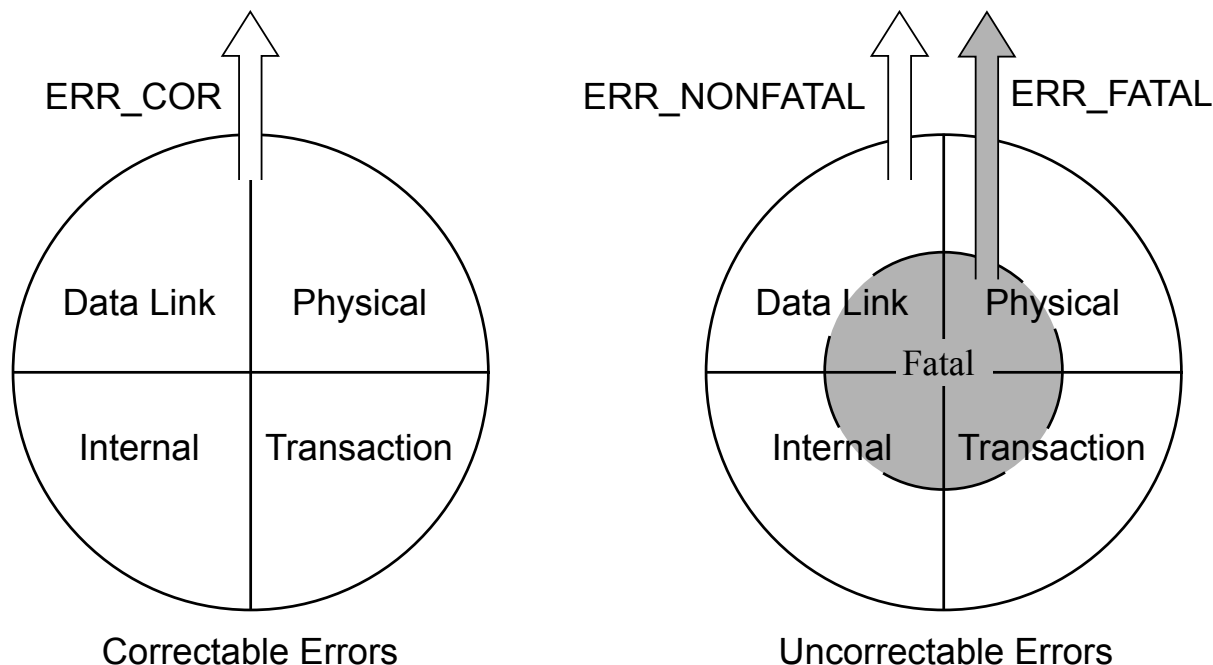 ERR_COR
ERR_NONFATAL
ERR_FATAL
Data Link
Physical
Internal
Transaction
Correctable Errors
Data Link
Physical
Fatal
Internal
Transaction
Uncorrectable Errors